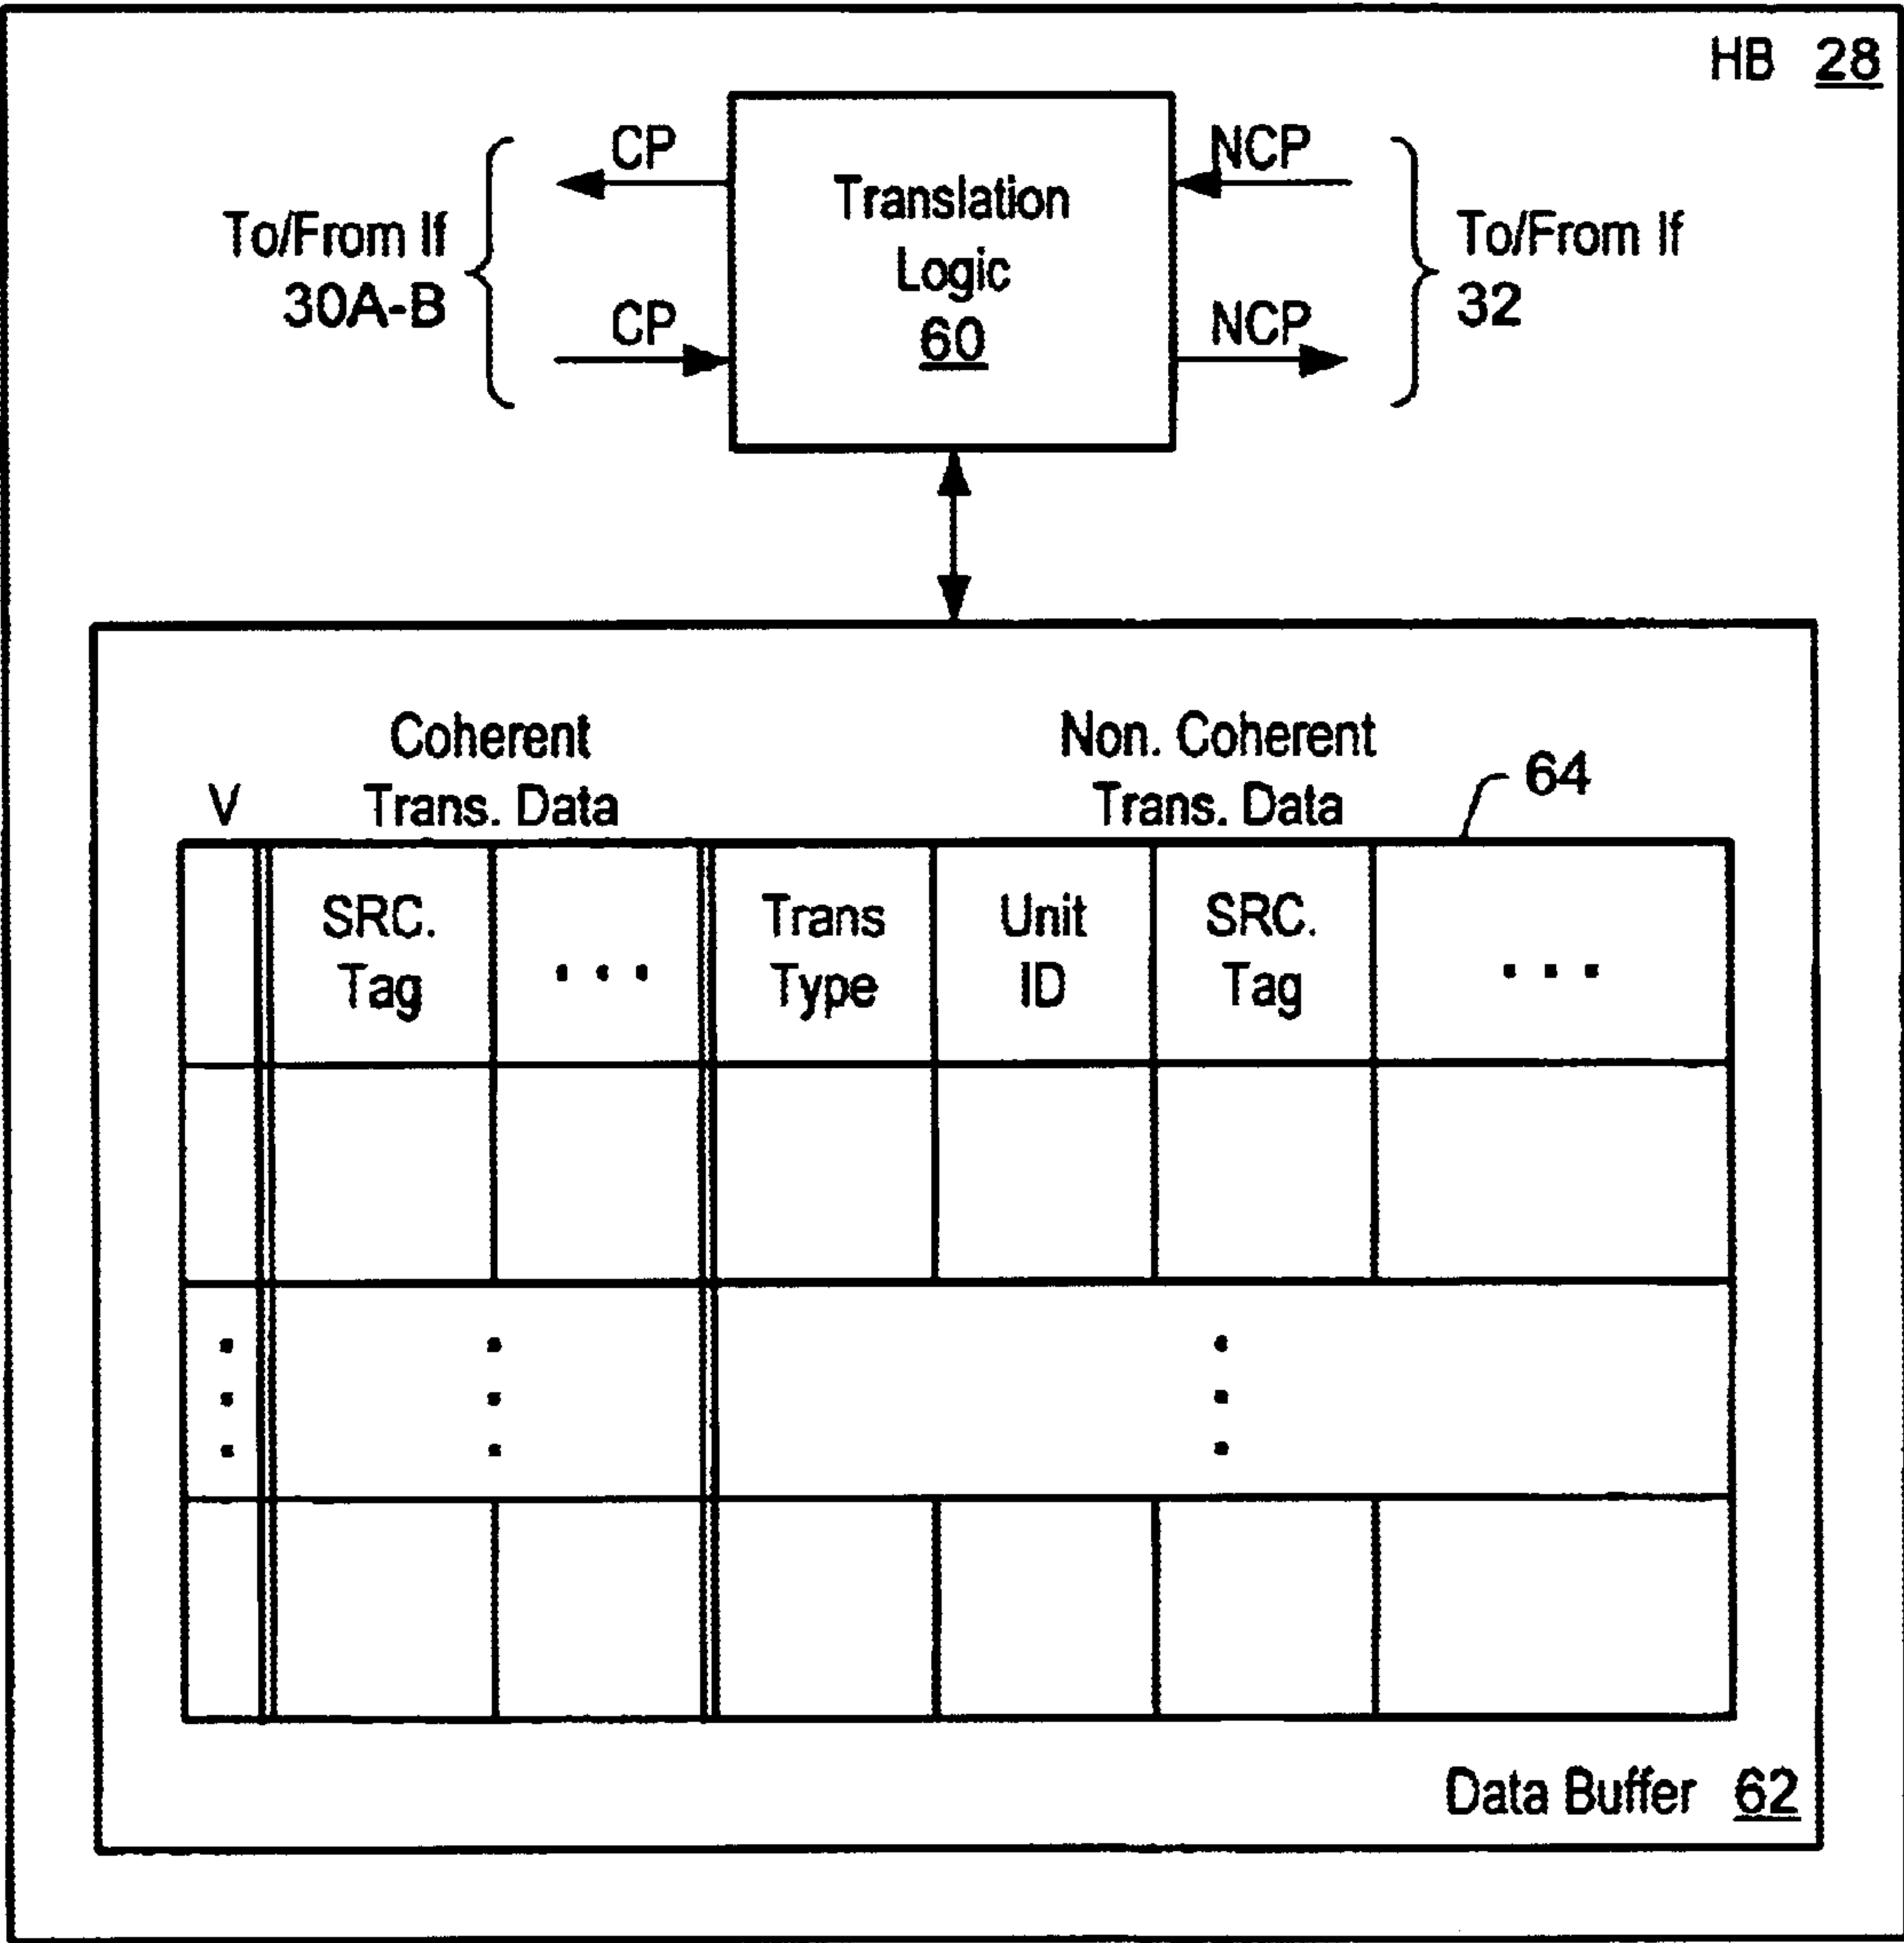 HB 28
CP
NCP
To/From If
30A-B
Translation
Logic
60
To/From If
32
CP
NCP
Coherent
Trans. Data
Non. Coherent
Trans. Data
64
V
SRC.
Tag
. . .
Trans
Type
Unit
ID
SRC.
Tag
. . .
Data Buffer 62